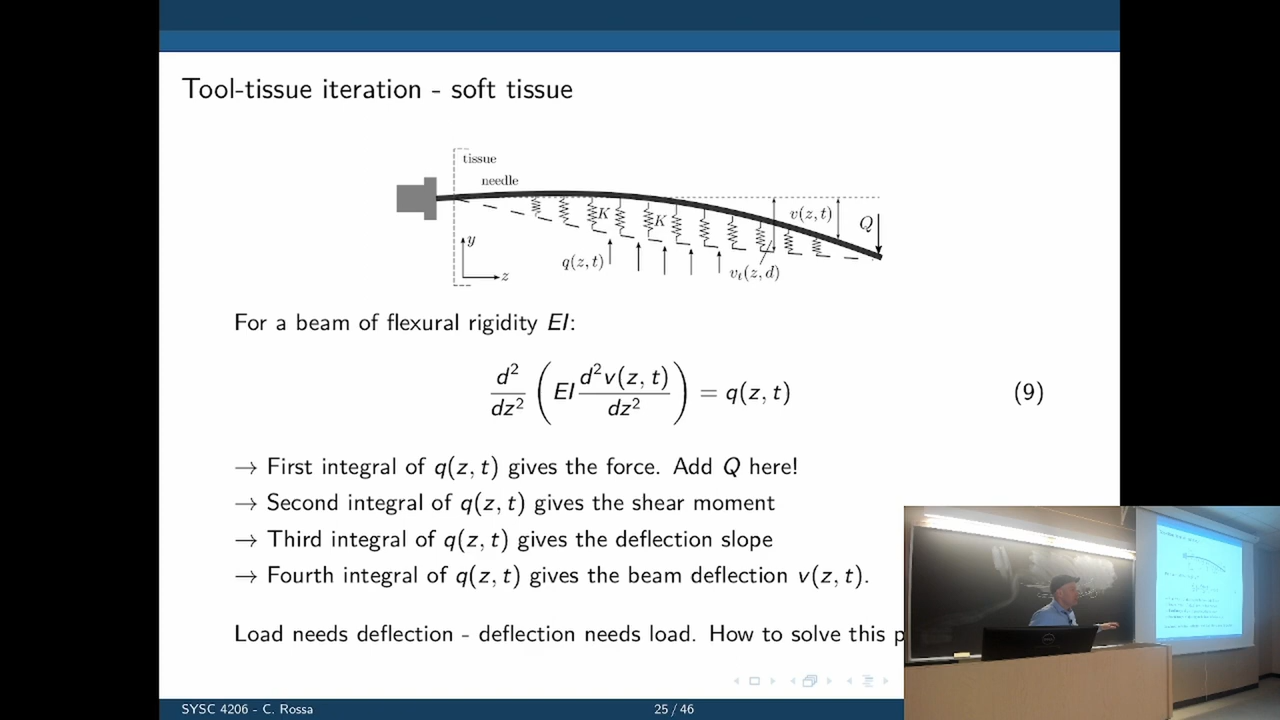 Tool-tissue iteration - soft tissue
tissue
needle
K
K
v(z, t)
Q
y
z
q(z, t)
v_t(z, d)
For a beam of flexural rigidity EI:
d²/dz² ( EI d²v(z, t)/dz² ) = q(z, t) (9)
→ First integral of q(z, t) gives the force. Add Q here!
→ Second integral of q(z, t) gives the shear moment
→ Third integral of q(z, t) gives the deflection slope
→ Fourth integral of q(z, t) gives the beam deflection v(z, t).
Load needs deflection - deflection needs load. How to solve this p
SYSC 4206 - C. Rossa
25 / 46